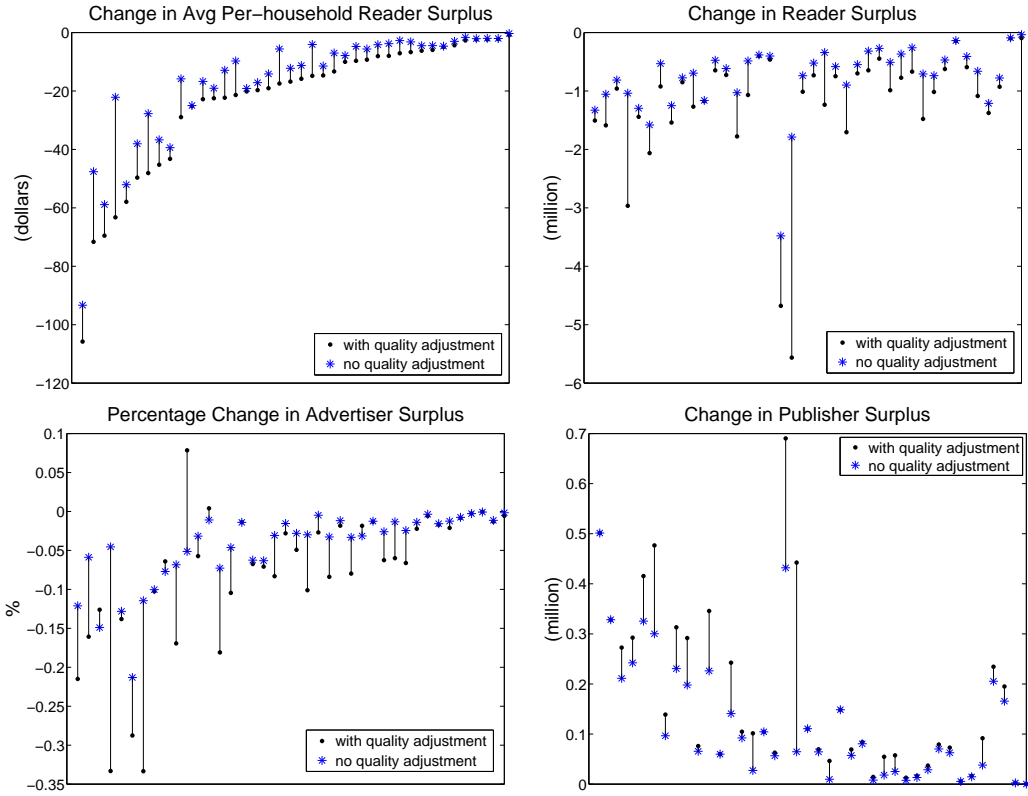 Change in Avg Per−household Reader Surplus
0
−20
−40
−60
−80
−100
−120
(dollars)
with quality adjustment
no quality adjustment
Change in Reader Surplus
0
−1
−2
−3
−4
−5
−6
(million)
with quality adjustment
no quality adjustment
Percentage Change in Advertiser Surplus
0.1
0.05
0
−0.05
−0.1
−0.15
−0.2
−0.25
−0.3
−0.35
%
with quality adjustment
no quality adjustment
Change in Publisher Surplus
0.7
0.6
0.5
0.4
0.3
0.2
0.1
0
(million)
with quality adjustment
no quality adjustment